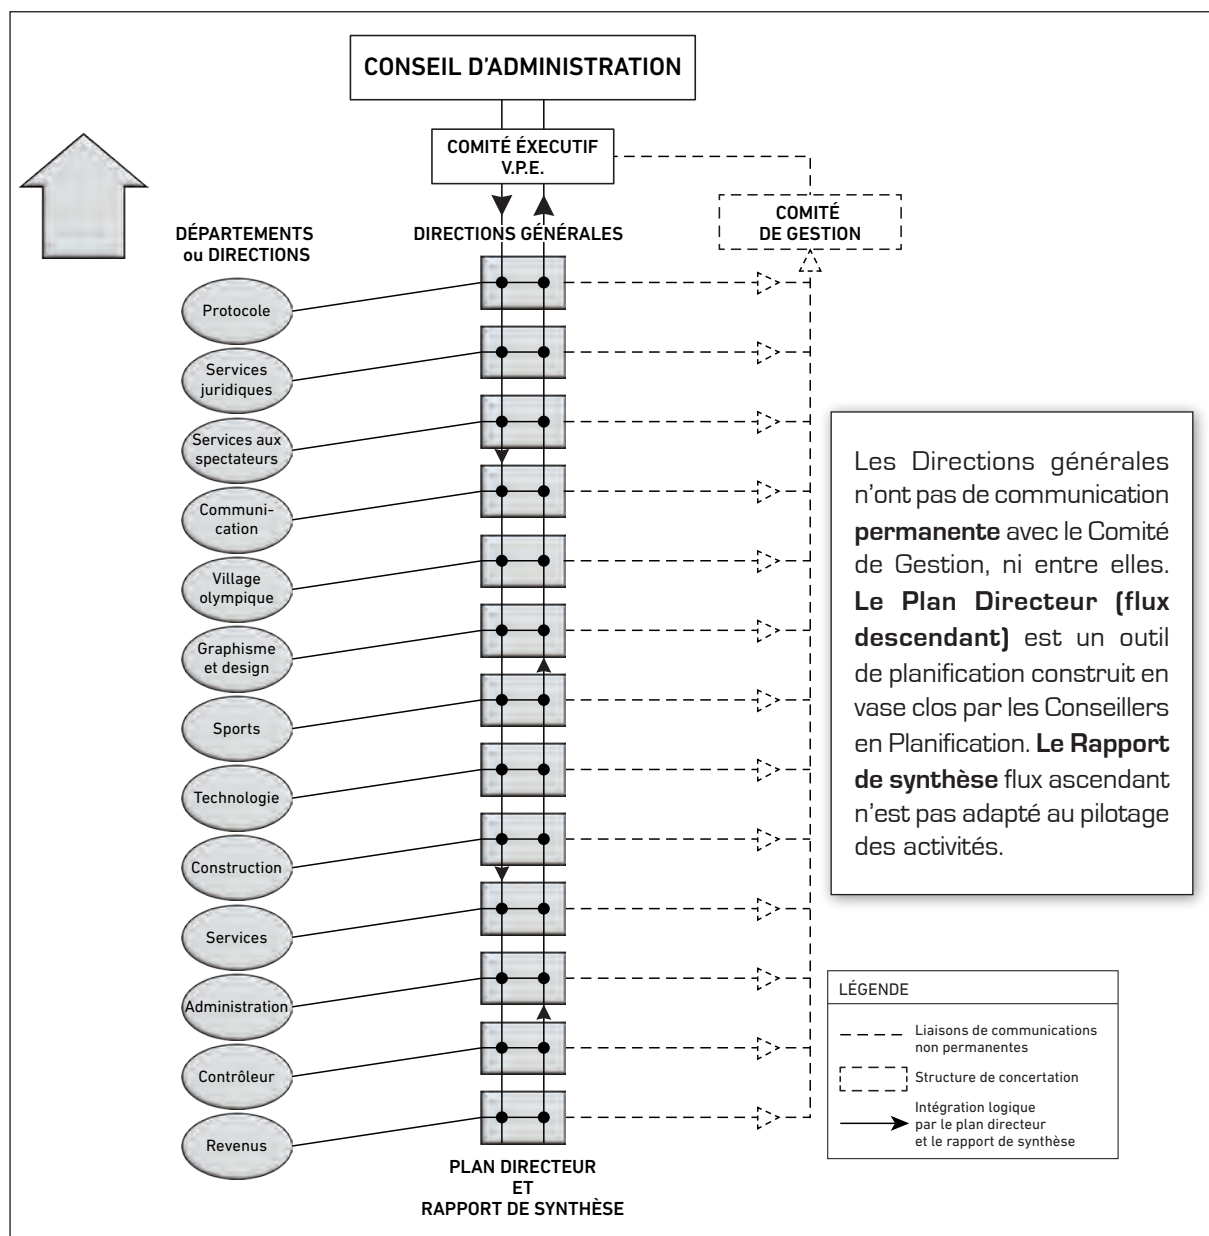 CONSEIL D'ADMINISTRATION
COMITÉ ÉXECUTIF
V.P.E.
COMITÉ
DE GESTION
DÉPARTEMENTS
ou DIRECTIONS
DIRECTIONS GÉNÉRALES
Protocole
Services
juridiques
Services aux
spectateurs
Communi-
cation
Village
olympique
Graphisme
et design
Sports
Technologie
Construction
Services
Administration
Contrôleur
Revenus
PLAN DIRECTEUR
ET
RAPPORT DE SYNTHÈSE
Les Directions générales
n'ont pas de communication
permanente avec le Comité
de Gestion, ni entre elles.
Le Plan Directeur (flux
descendant) est un outil
de planification construit en
vase clos par les Conseillers
en Planification. Le Rapport
de synthèse flux ascendant
n'est pas adapté au pilotage
des activités.
LÉGENDE
Liaisons de communications
non permanentes
Structure de concertation
Intégration logique
par le plan directeur
et le rapport de synthèse